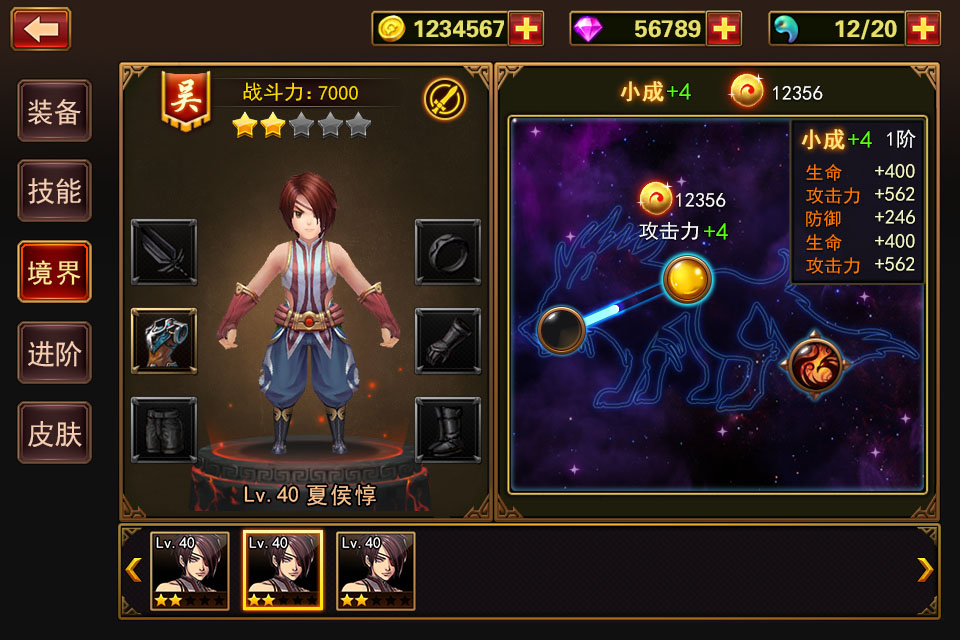 1234567
56789
12/20
装备
技能
境界
进阶
皮肤
吴
战斗力:7000
Lv. 40 夏侯惇
小成+4
12356
12356
攻击力+4
小成+4 1阶
生命 +400
攻击力 +562
防御 +246
生命 +400
攻击力 +562
Lv. 40
Lv. 40
Lv. 40